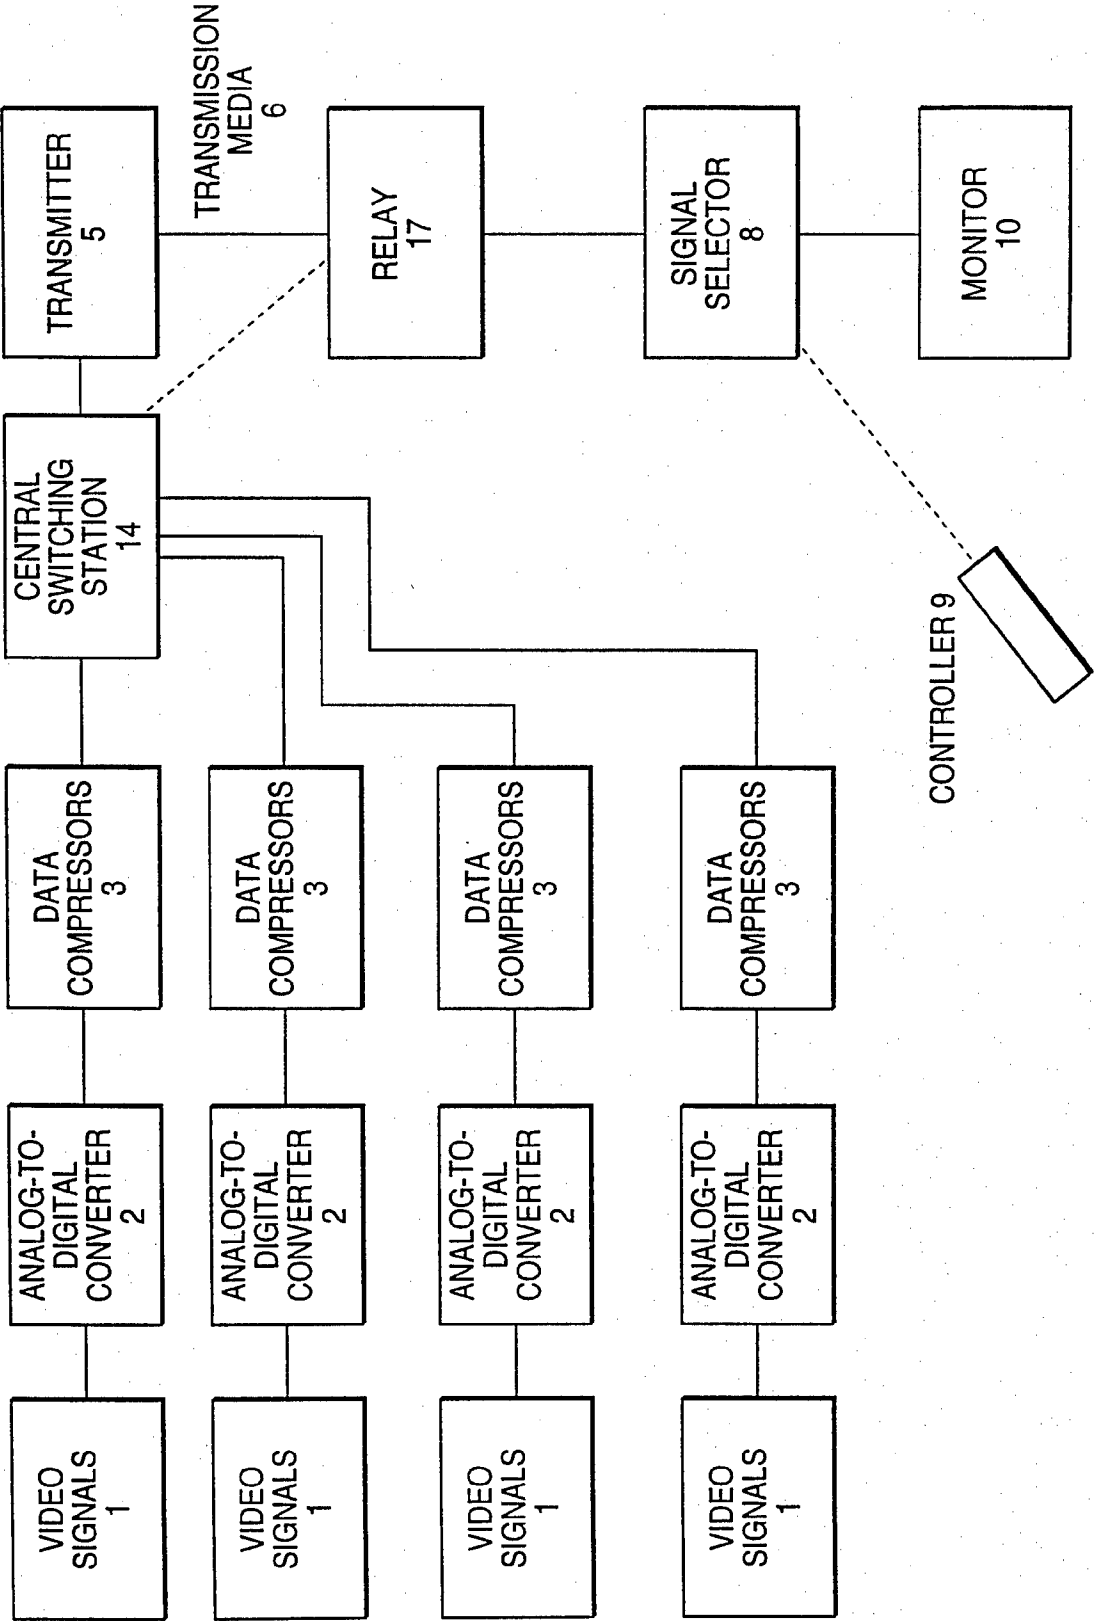 VIDEO
SIGNALS
1
ANALOG-TO-
DIGITAL
CONVERTER
2
DATA
COMPRESSORS
3
CENTRAL
SWITCHING
STATION
14
TRANSMITTER
5
VIDEO
SIGNALS
1
ANALOG-TO-
DIGITAL
CONVERTER
2
DATA
COMPRESSORS
3
TRANSMISSION
MEDIA
6
RELAY
17
VIDEO
SIGNALS
1
ANALOG-TO-
DIGITAL
CONVERTER
2
DATA
COMPRESSORS
3
VIDEO
SIGNALS
1
ANALOG-TO-
DIGITAL
CONVERTER
2
DATA
COMPRESSORS
3
SIGNAL
SELECTOR
8
CONTROLLER 9
MONITOR
10